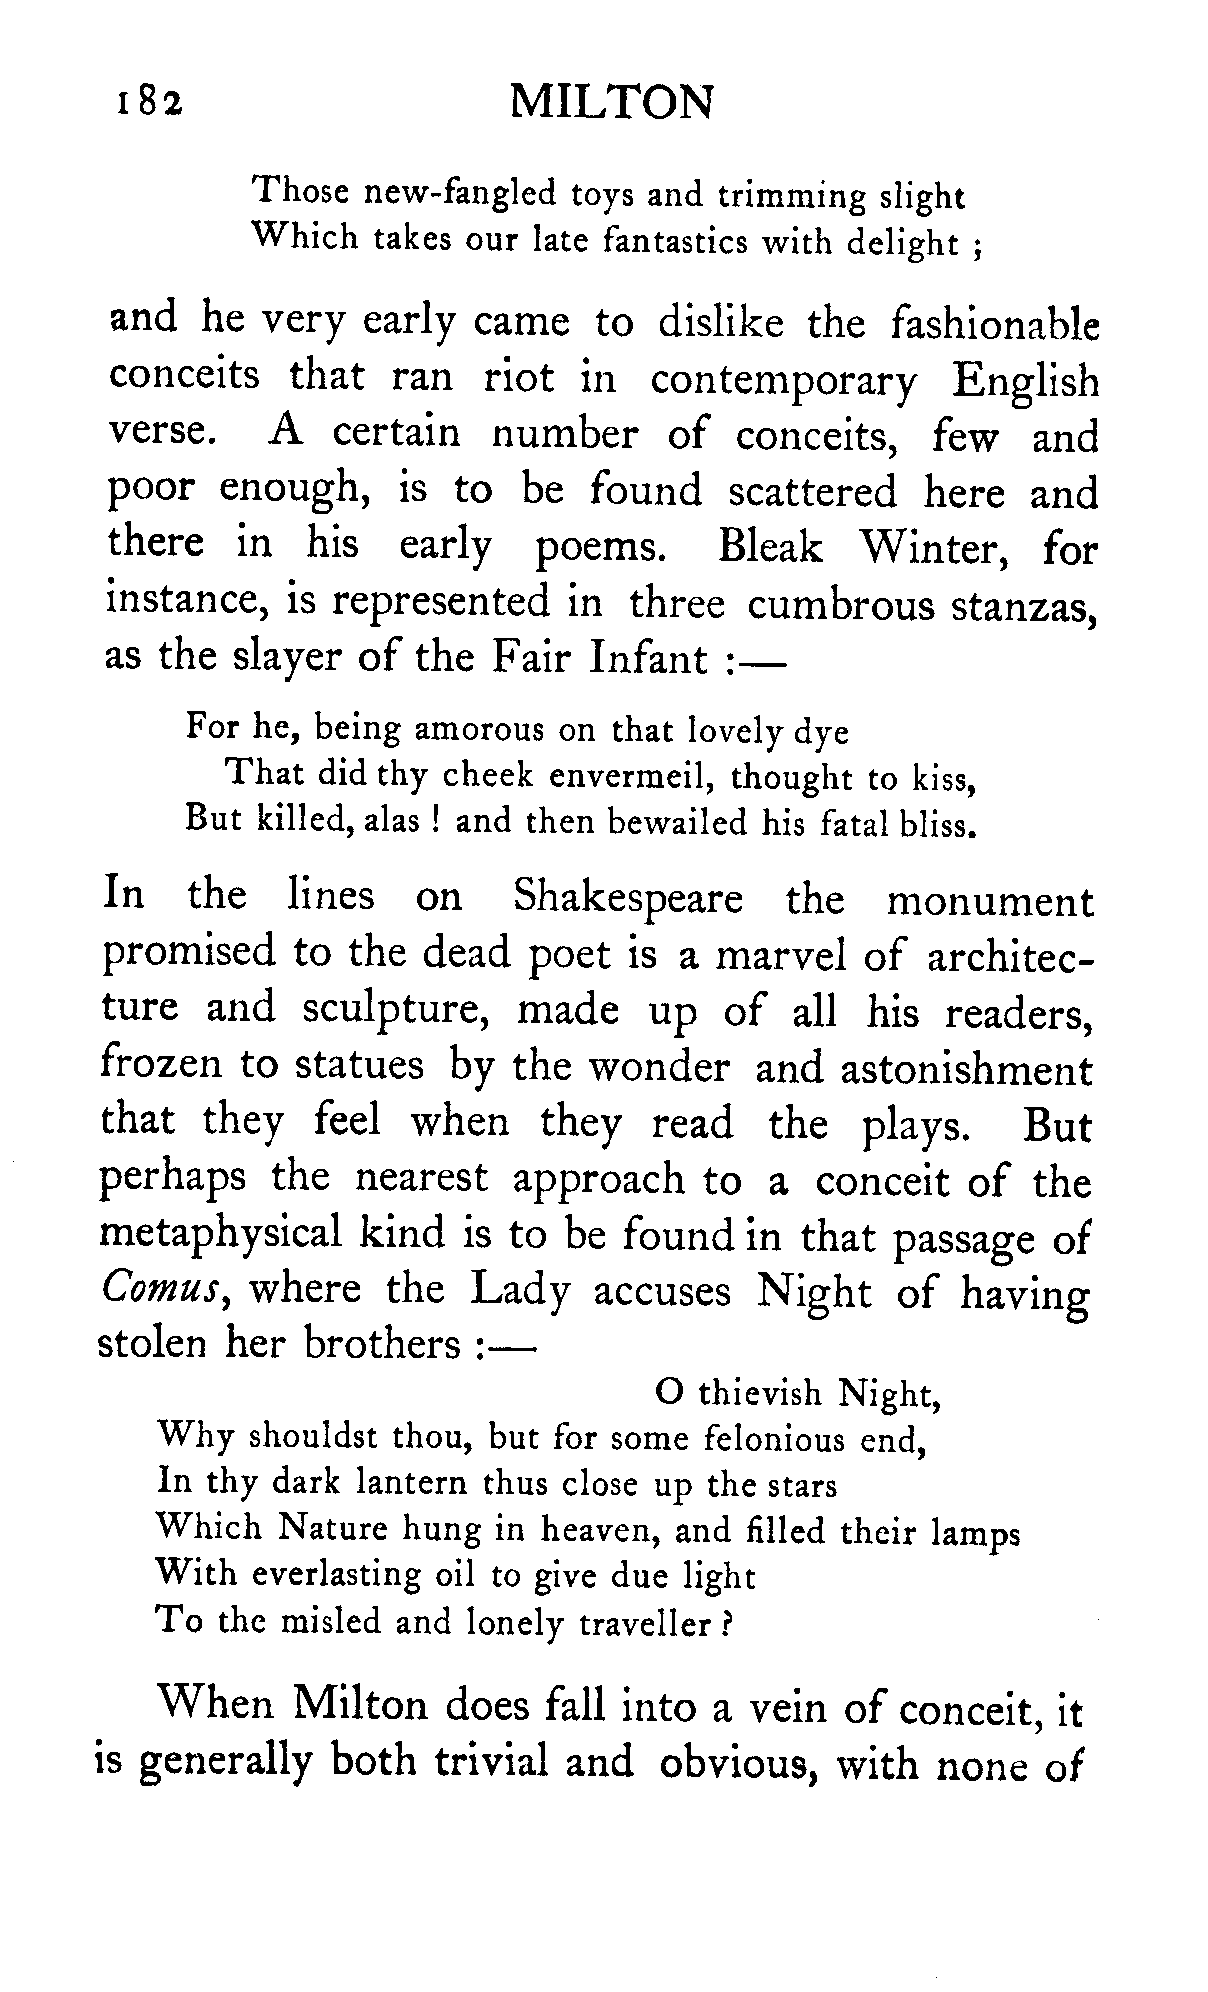 182 MILTON
Those new-fangled toys and trimming slight
Which takes our late fantastics with delight ;
and he very early came to dislike the fashionable
conceits that ran riot in contemporary English
verse. A certain number of conceits, few and
poor enough, is to be found scattered here and
there in his early poems. Bleak Winter, for
instance, is represented in three cumbrous stanzas,
as the slayer of the Fair Infant :—
For he, being amorous on that lovely dye
That did thy cheek envermeil, thought to kiss,
But killed, alas ! and then bewailed his fatal bliss.
In the lines on Shakespeare the monument
promised to the dead poet is a marvel of architec-
ture and sculpture, made up of all his readers,
frozen to statues by the wonder and astonishment
that they feel when they read the plays. But
perhaps the nearest approach to a conceit of the
metaphysical kind is to be found in that passage of
Comus, where the Lady accuses Night of having
stolen her brothers :—
O thievish Night,
Why shouldst thou, but for some felonious end,
In thy dark lantern thus close up the stars
Which Nature hung in heaven, and filled their lamps
With everlasting oil to give due light
To the misled and lonely traveller ?
When Milton does fall into a vein of conceit, it
is generally both trivial and obvious, with none of